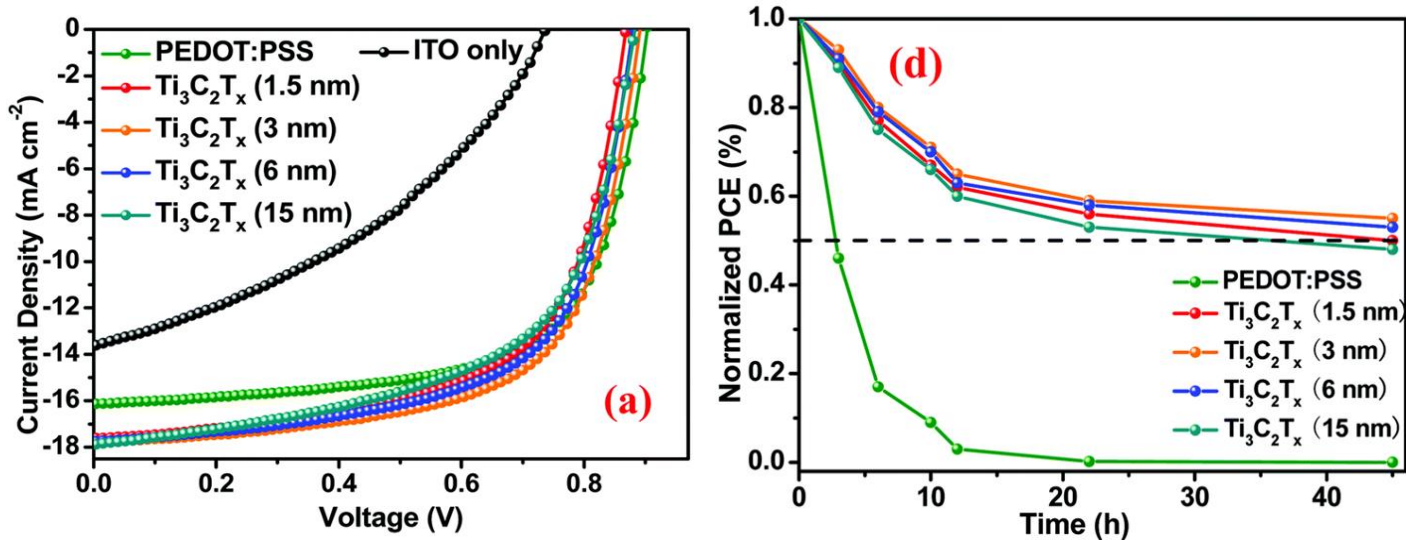 0
-2
-4
-6
-8
-10
-12
-14
-16
-18
Current Density (mA cm⁻²)
PEDOT:PSS
ITO only
Ti₃C₂Tₓ (1.5 nm)
Ti₃C₂Tₓ (3 nm)
Ti₃C₂Tₓ (6 nm)
Ti₃C₂Tₓ (15 nm)
(a)
0.0 0.2 0.4 0.6 0.8
Voltage (V)
1.0
0.8
0.6
0.4
0.2
0.0
Normalized PCE (%)
(d)
PEDOT:PSS
Ti₃C₂Tₓ (1.5 nm)
Ti₃C₂Tₓ (3 nm)
Ti₃C₂Tₓ (6 nm)
Ti₃C₂Tₓ (15 nm)
0 10 20 30 40
Time (h)